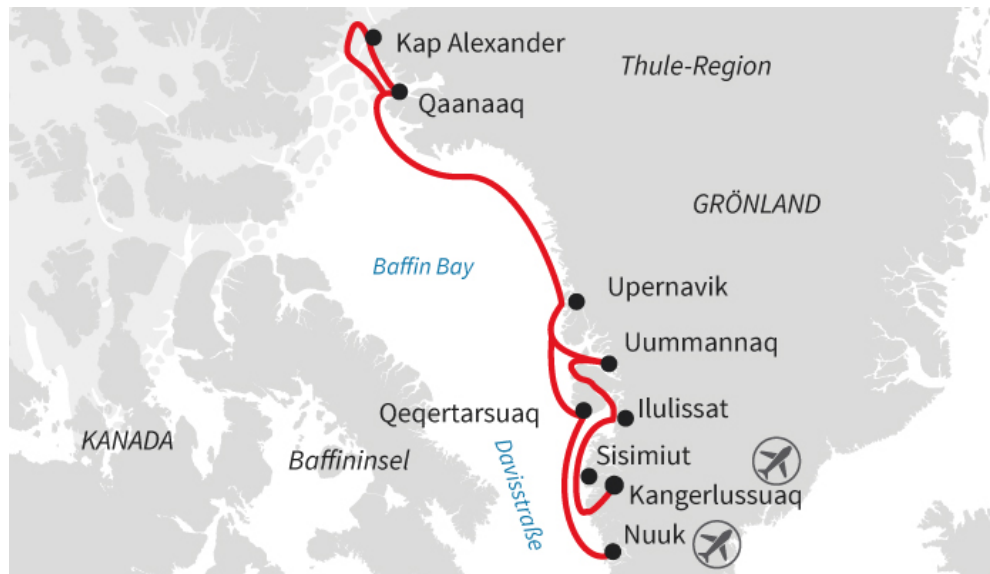 Kap Alexander
Thule-Region
Qaanaaq
GRÖNLAND
Baffin Bay
Upernavik
Uummannaq
Qeqertarsuaq
Ilulissat
KANADA
Baffininsel
Davisstraße
Sisimiut
Kangerlussuaq
Nuuk